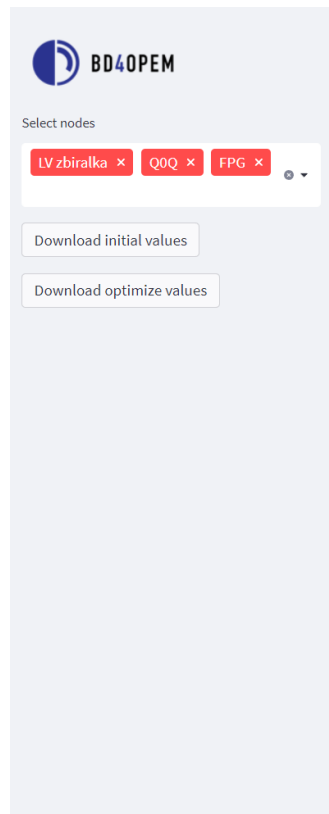 BD4OPEM
Select nodes
LV zbiralka × Q0Q × FPG ×
Download initial values
Download optimize values